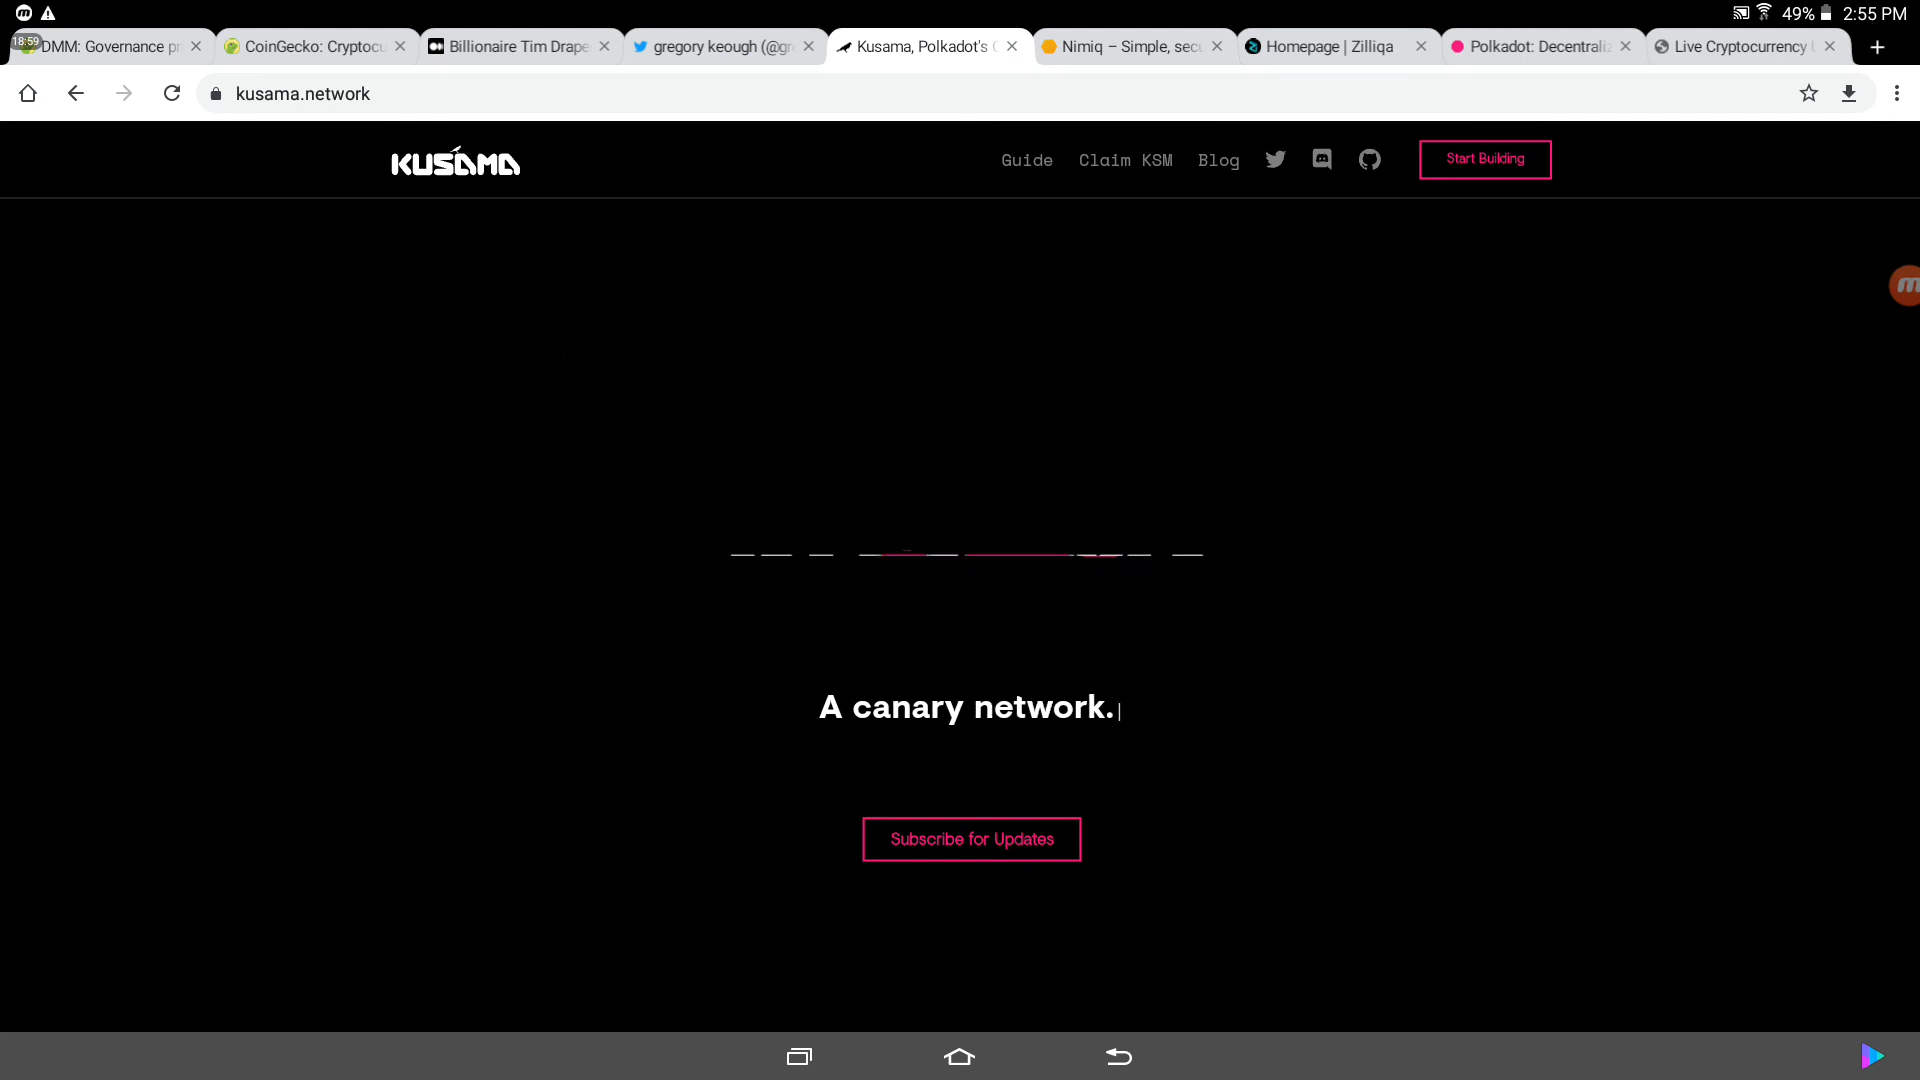 49% 2:55 PM
18:59
DMM: Governance pr
CoinGecko: Cryptocu
Billionaire Tim Drape
gregory keough (@gre
Kusama, Polkadot's C
Nimiq – Simple, secu
Homepage | Zilliqa
Polkadot: Decentraliz
Live Cryptocurrency
kusama.network
KUSAMA
Guide
Claim KSM
Blog
Start Building
A canary network.
Subscribe for Updates